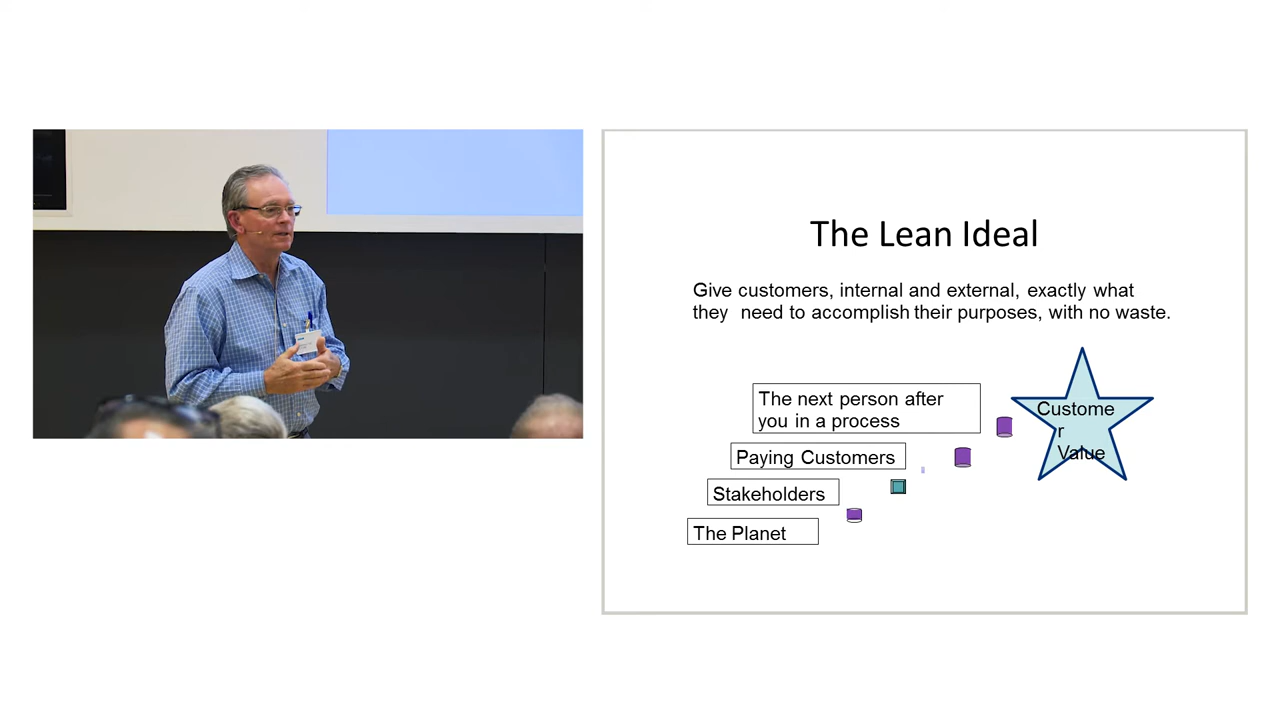 The Lean Ideal
Give customers, internal and external, exactly what
they need to accomplish their purposes, with no waste.
The next person after
you in a process
Custome
r
Value
Paying Customers
Stakeholders
The Planet